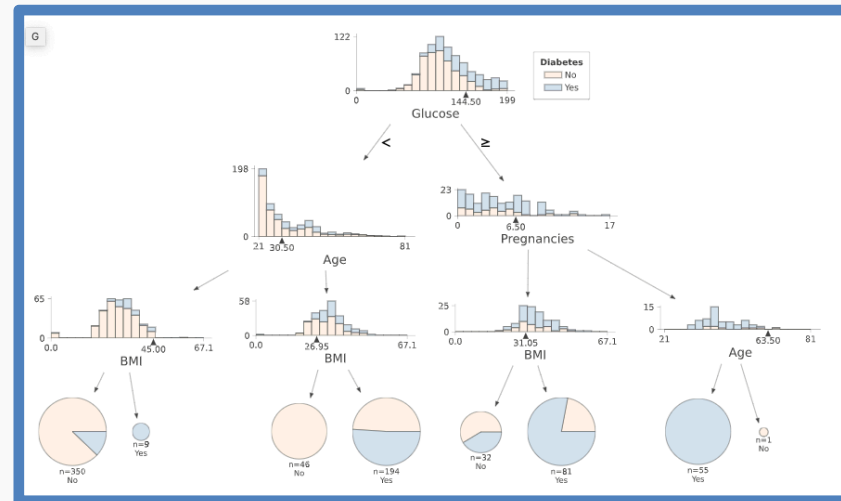 G
122
Diabetes
No
Yes
0
144.50
199
0
Glucose
<
≥
198
0
21
30.50
81
Age
23
0
0
6.50
17
Pregnancies
65
0
0.0
45.00
67.1
BMI
58
0
0.0
26.95
67.1
BMI
25
0
0.0
31.05
67.1
BMI
15
0
21
63.50
81
Age
n=350
No
n=9
Yes
n=46
No
n=194
Yes
n=32
No
n=81
Yes
n=55
Yes
n=1
No